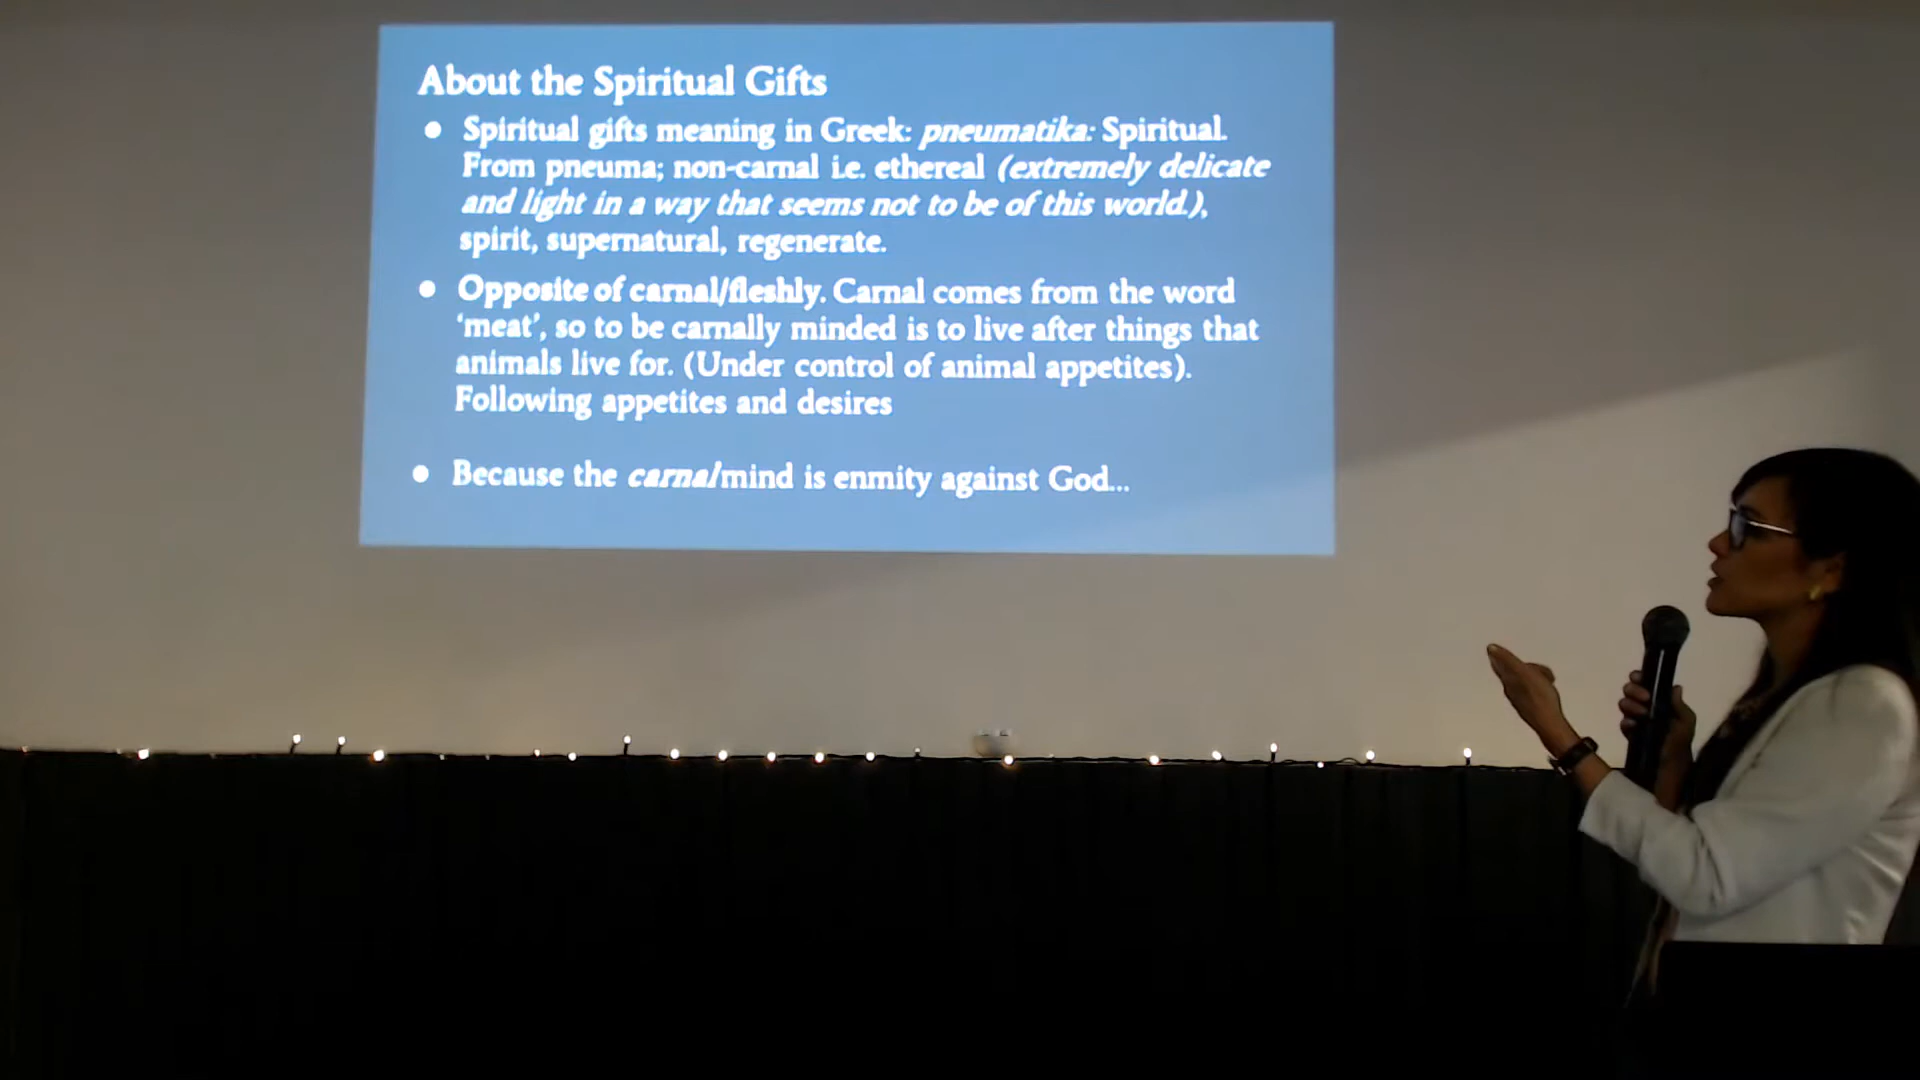 About the Spiritual Gifts
● Spiritual gifts meaning in Greek: pneumatika: Spiritual.
From pneuma; non-carnal i.e. ethereal (extremely delicate
and light in a way that seems not to be of this world.),
spirit, supernatural, regenerate.
● Opposite of carnal/fleshly. Carnal comes from the word
‘meat’, so to be carnally minded is to live after things that
animals live for. (Under control of animal appetites).
Following appetites and desires
● Because the carnal mind is enmity against God...